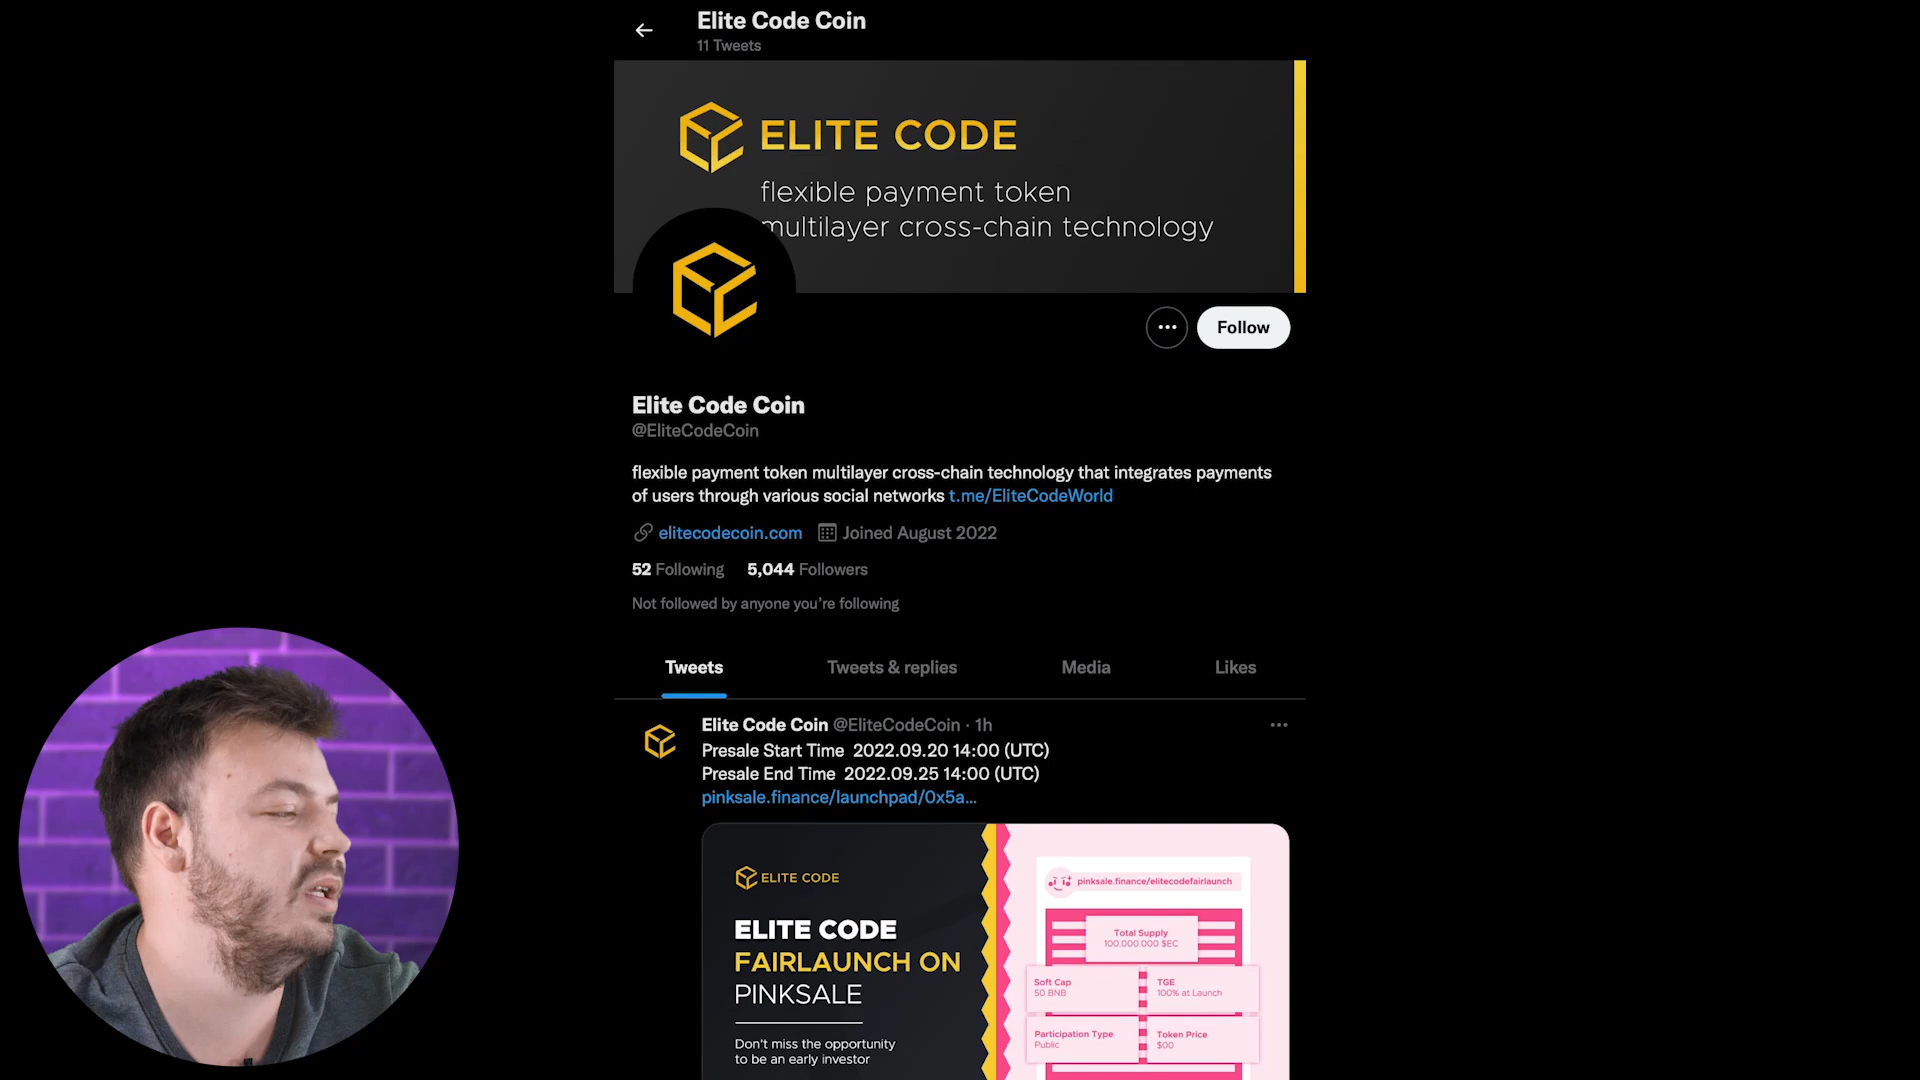 Elite Code Coin
11 Tweets
ELITE CODE
flexible payment token
multilayer cross-chain technology
Follow
Elite Code Coin
@EliteCodeCoin
flexible payment token multilayer cross-chain technology that integrates payments
of users through various social networks t.me/EliteCodeWorld
elitecodecoin.com Joined August 2022
52 Following 5,044 Followers
Not followed by anyone you're following
Tweets Tweets & replies Media Likes
Elite Code Coin @EliteCodeCoin · 1h
Presale Start Time 2022.09.20 14:00 (UTC)
Presale End Time 2022.09.25 14:00 (UTC)
pinksale.finance/launchpad/0x5a...
ELITE CODE
ELITE CODE
FAIRLAUNCH ON
PINKSALE
Don't miss the opportunity
to be an early investor
pinksale.finance/elitecodefairlaunch
Total Supply
100.000.000 $EC
Soft Cap
50 BNB
TGE
100% at Launch
Participation Type
Public
Token Price
$00